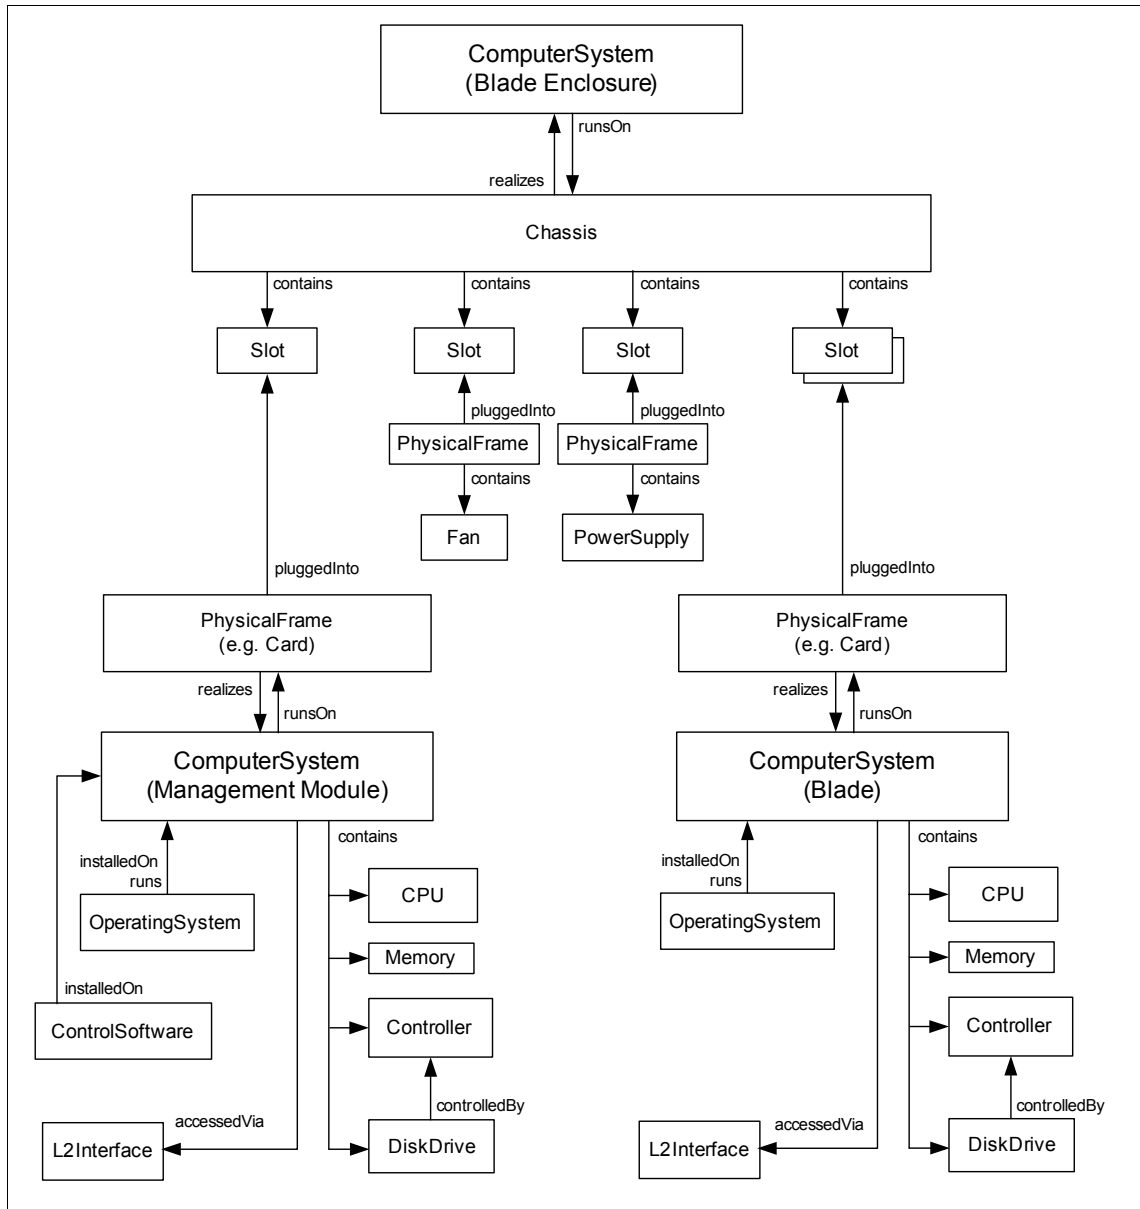 ComputerSystem
(Blade Enclosure)
runsOn
realizes
Chassis
contains
contains
contains
contains
Slot
Slot
Slot
Slot
pluggedInto
pluggedInto
PhysicalFrame
PhysicalFrame
contains
contains
Fan
PowerSupply
pluggedInto
pluggedInto
PhysicalFrame
(e.g. Card)
PhysicalFrame
(e.g. Card)
realizes
runsOn
realizes
runsOn
ComputerSystem
(Management Module)
ComputerSystem
(Blade)
contains
contains
installedOn
runs
installedOn
runs
CPU
CPU
OperatingSystem
OperatingSystem
Memory
Memory
installedOn
ControlSoftware
Controller
Controller
controlledBy
controlledBy
accessedVia
accessedVia
L2Interface
DiskDrive
L2Interface
DiskDrive